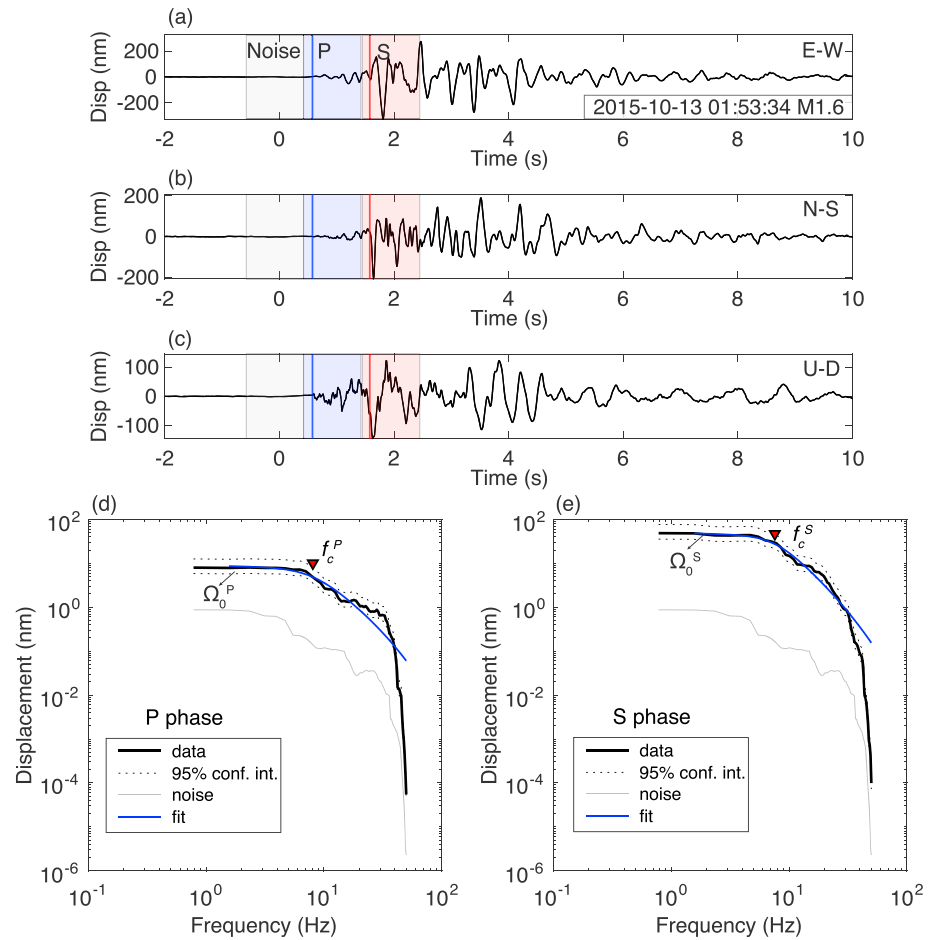 (a)
Noise P S E-W
200
0
-200
Disp (nm)
2015-10-13 01:53:34 M1.6
-2 0 2 4 6 8 10
Time (s)
(b)
N-S
200
0
-200
Disp (nm)
-2 0 2 4 6 8 10
Time (s)
(c)
U-D
100
0
-100
Disp (nm)
-2 0 2 4 6 8 10
Time (s)
(d)
10^2
10^0
10^-2
10^-4
10^-6
Displacement (nm)
f_c^P
Ω_0^P
P phase
data
95% conf. int.
noise
fit
10^-1 10^0 10^1 10^2
Frequency (Hz)
(e)
10^2
10^0
10^-2
10^-4
10^-6
Displacement (nm)
f_c^S
Ω_0^S
S phase
data
95% conf. int.
noise
fit
10^-1 10^0 10^1 10^2
Frequency (Hz)